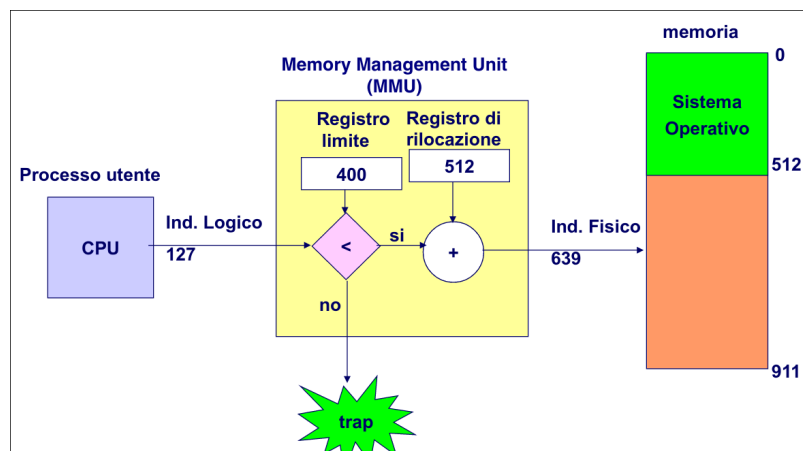 memoria
0
Memory Management Unit
(MMU)
Sistema
Operativo
Registro
limite
Registro di
rilocazione
400
512
512
Processo utente
CPU
Ind. Logico
127
<
si
+
Ind. Fisico
639
no
911
trap